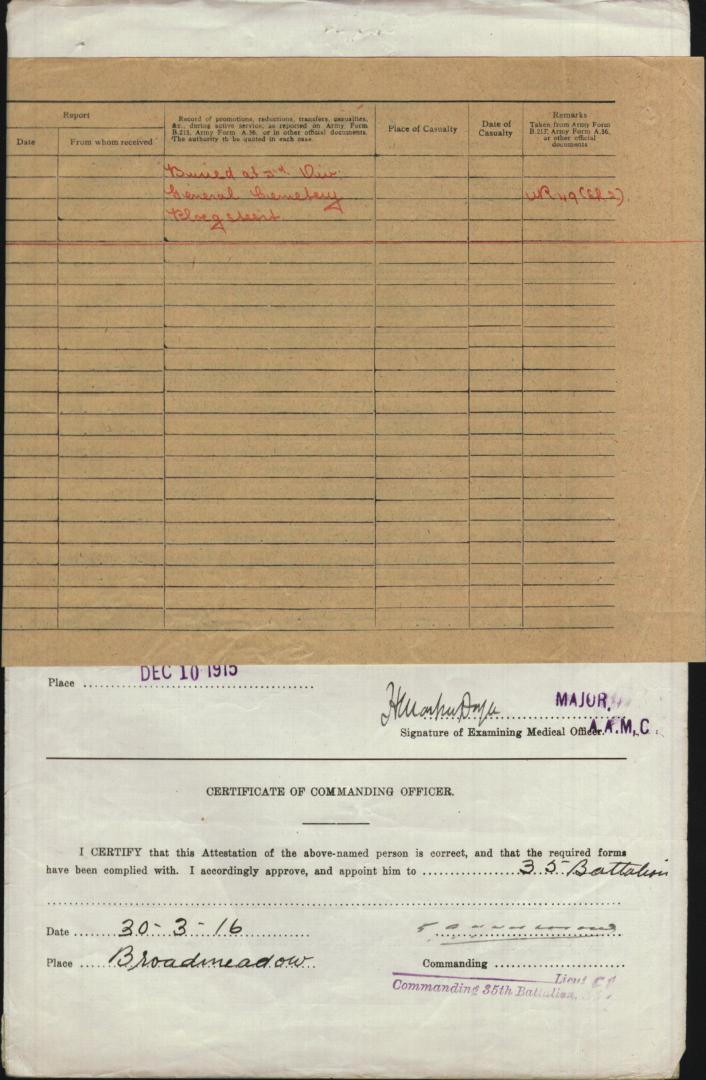 Report
Date
From whom received
Record of promotions, reductions, transfers, casualties,
&c., during active service, as reported on Army Form
B.213, Army Form A.36, or in other official documents.
The authority to be quoted in each case.
Place of Casualty
Date of
Casualty
Remarks
Taken from Army Form
B.213, Army Form A.36,
or other official
documents
Buried at 3rd Div.
General Cemetery
Ploegsteert
DEC 10 1915
Place
MAJOR,
A.A.M.C.
Signature of Examining Medical Officer.
CERTIFICATE OF COMMANDING OFFICER.
I CERTIFY that this Attestation of the above-named person is correct, and that the required forms
have been complied with. I accordingly approve, and appoint him to 35 Battalion
Date 30-3-16
Place Broadmeadow
Commanding
Lieut
Commanding 35th Battalion,